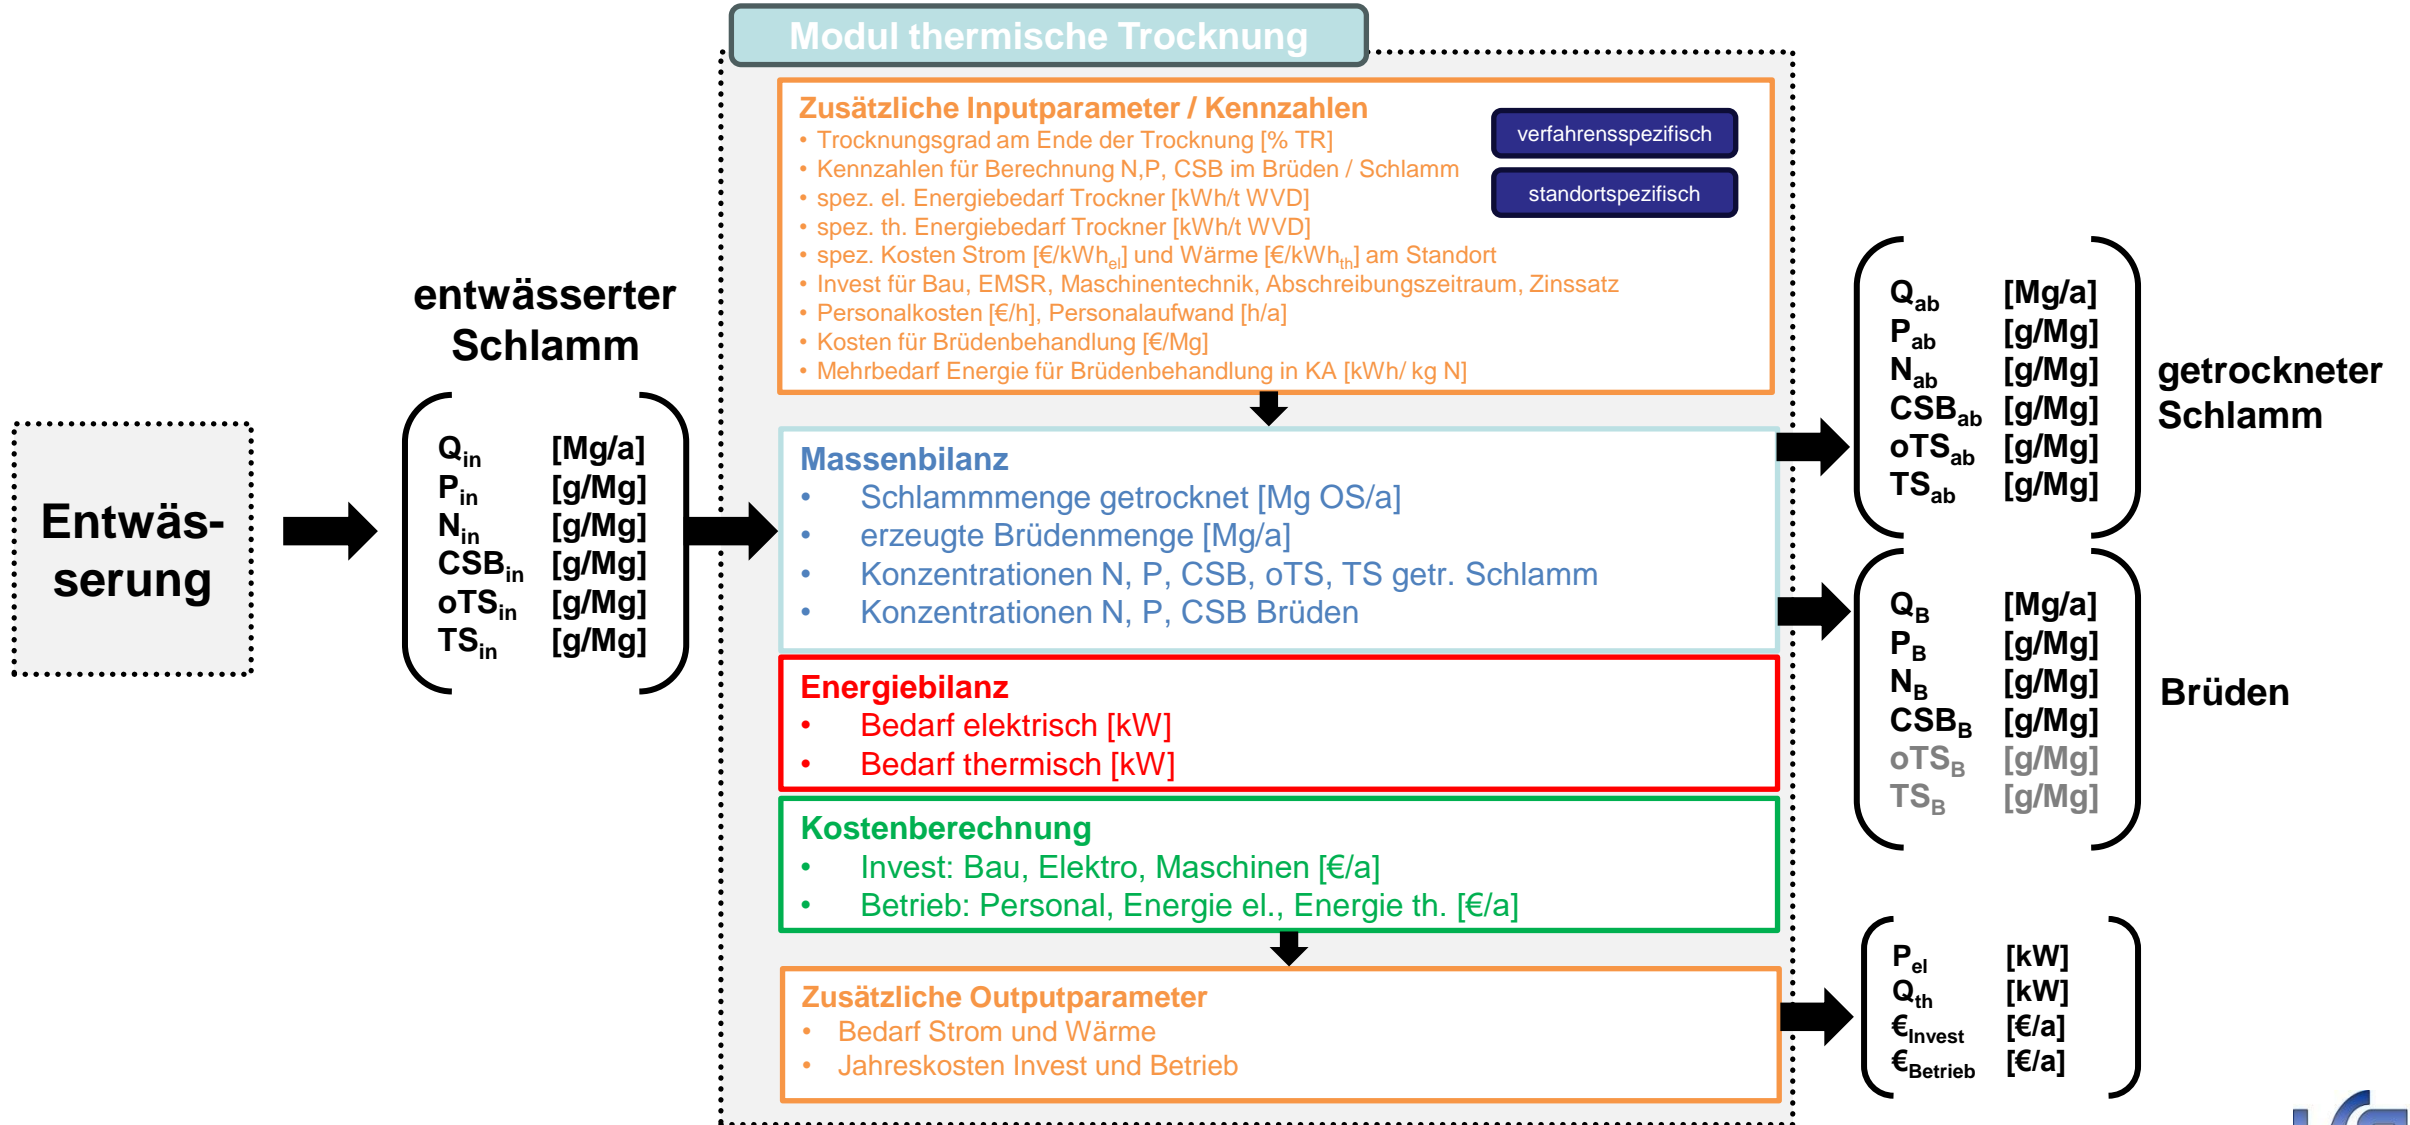 Modul thermische Trocknung
Zusätzliche Inputparameter / Kennzahlen
• Trocknungsgrad am Ende der Trocknung [% TR]
• Kennzahlen für Berechnung N,P, CSB im Brüden / Schlamm
• spez. el. Energiebedarf Trockner [kWh/t WVD]
• spez. th. Energiebedarf Trockner [kWh/t WVD]
• spez. Kosten Strom [€/kWhel] und Wärme [€/kWhth] am Standort
• Invest für Bau, EMSR, Maschinentechnik, Abschreibungszeitraum, Zinssatz
• Personalkosten [€/h], Personalaufwand [h/a]
• Kosten für Brüdenbehandlung [€/Mg]
• Mehrbedarf Energie für Brüdenbehandlung in KA [kWh/ kg N]
verfahrensspezifisch
standortspezifisch
Entwäs-
serung
entwässerter
Schlamm
Qin [Mg/a]
Pin [g/Mg]
Nin [g/Mg]
CSBin [g/Mg]
oTSin [g/Mg]
TSin [g/Mg]
Massenbilanz
• Schlammmenge getrocknet [Mg OS/a]
• erzeugte Brüdenmenge [Mg/a]
• Konzentrationen N, P, CSB, oTS, TS getr. Schlamm
• Konzentrationen N, P, CSB Brüden
Energiebilanz
• Bedarf elektrisch [kW]
• Bedarf thermisch [kW]
Kostenberechnung
• Invest: Bau, Elektro, Maschinen [€/a]
• Betrieb: Personal, Energie el., Energie th. [€/a]
Zusätzliche Outputparameter
• Bedarf Strom und Wärme
• Jahreskosten Invest und Betrieb
Qab [Mg/a]
Pab [g/Mg]
Nab [g/Mg]
CSBab [g/Mg]
oTSab [g/Mg]
TSab [g/Mg]
getrockneter
Schlamm
QB [Mg/a]
PB [g/Mg]
NB [g/Mg]
CSBB [g/Mg]
oTSB [g/Mg]
TSB [g/Mg]
Brüden
Pel [kW]
Qth [kW]
€Invest [€/a]
€Betrieb [€/a]